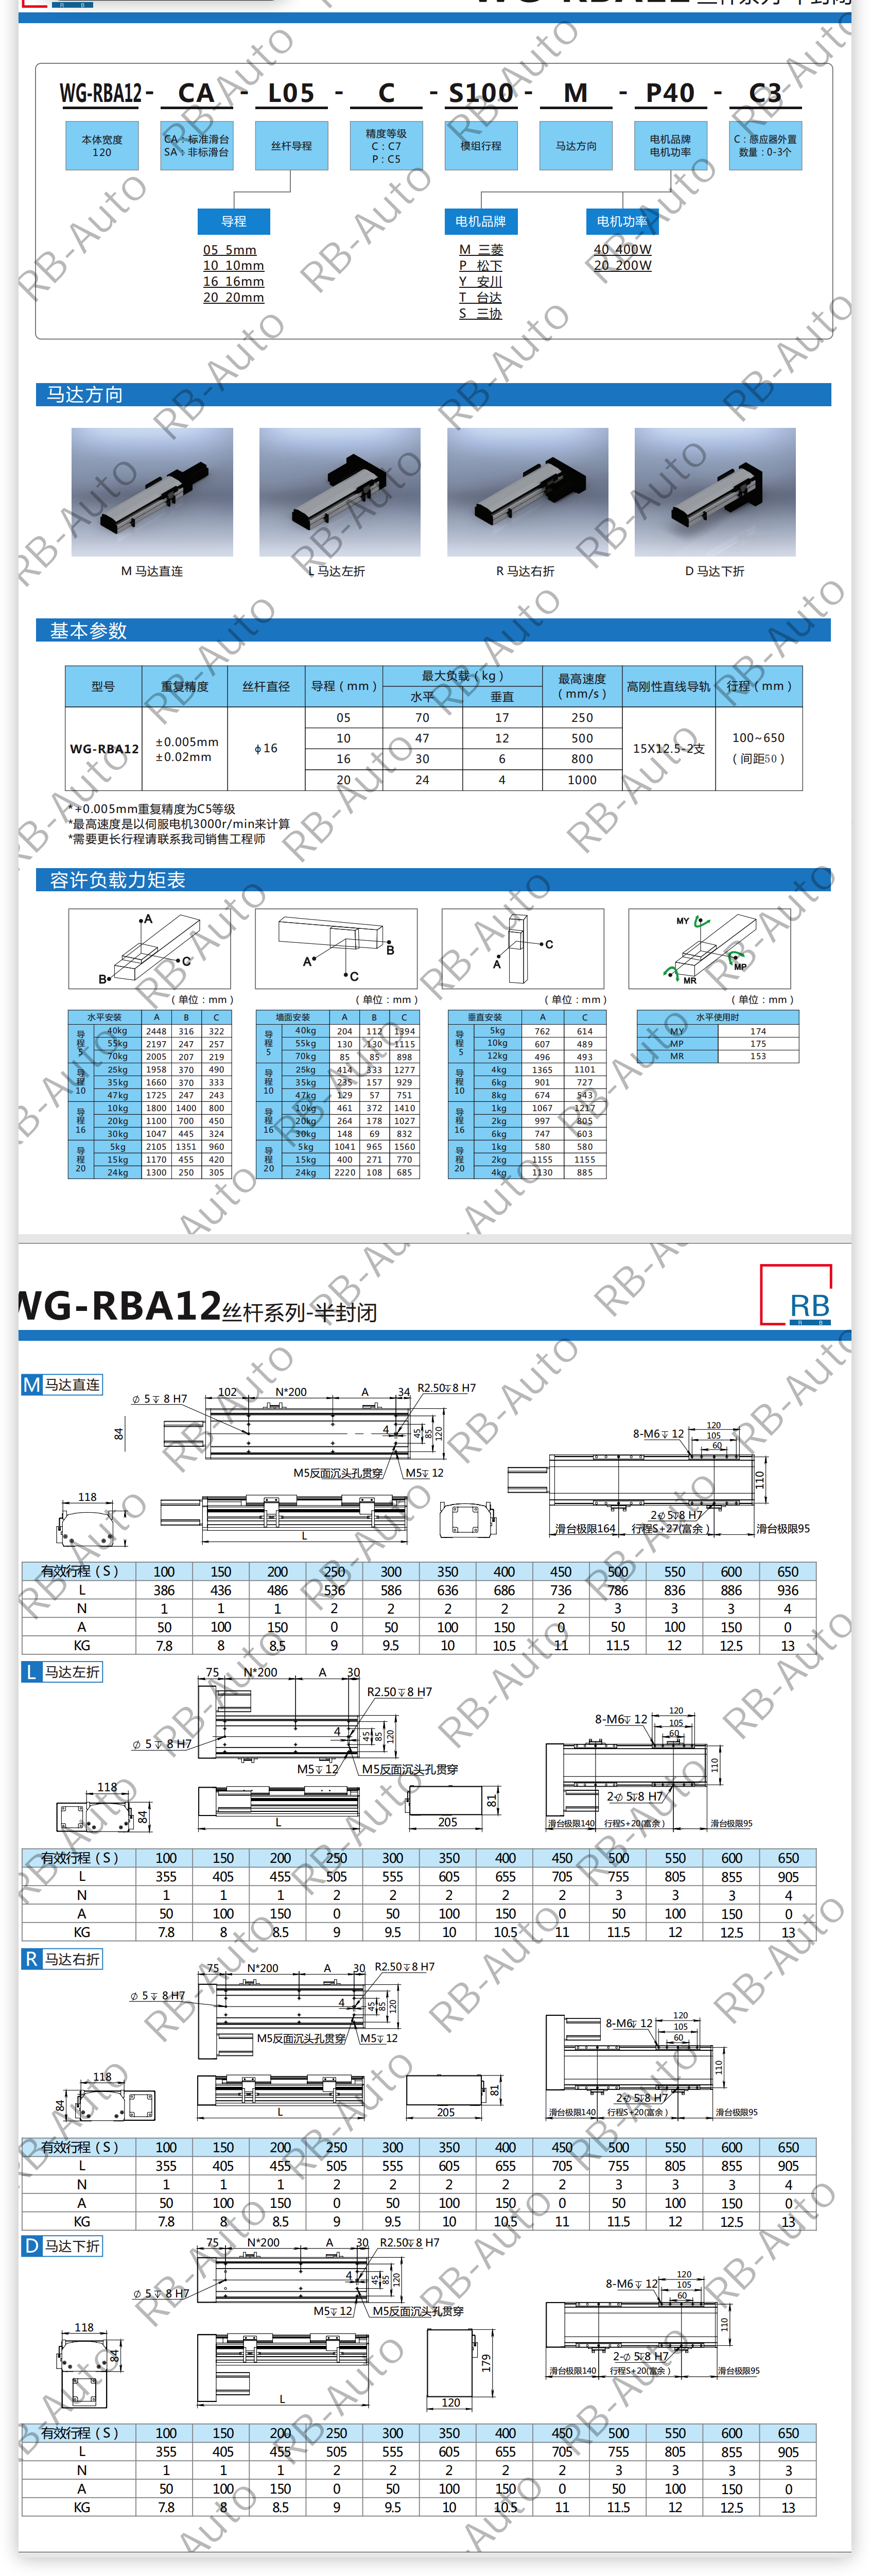 WG-RBA12 丝杆系列-半封闭
R B
WG-RBA12 - CA - L05 - C - S100 - M - P40 - C3
本体宽度
120
CA：标准滑台
SA：非标滑台
丝杆导程
精度等级
C：C7
P：C5
模组行程
马达方向
电机品牌
电机功率
C：感应器外置
数量：0-3个
导程
05 5mm
10 10mm
16 16mm
20 20mm
电机品牌
M 三菱
P 松下
Y 安川
T 台达
S 三协
电机功率
40 400W
20 200W
马达方向
M 马达直连
L 马达左折
R 马达右折
D 马达下折
基本参数
型号 重复精度 丝杆直径 导程（mm） 最大负载（kg） 最高速度（mm/s） 高刚性直线导轨 行程（mm）
水平 垂直
WG-RBA12 ±0.005mm ±0.02mm ϕ16 15X12.5-2支 100~650（间距50）
05 70 17 250
10 47 12 500
16 30 6 800
20 24 4 1000
*+0.005mm重复精度为C5等级
*最高速度是以伺服电机3000r/min来计算
*需要更长行程请联系我司销售工程师
容许负载力矩表
A
B
C
A
B
C
A
C
MY
MP
MR
（单位：mm）
（单位：mm）
（单位：mm）
（单位：mm）
水平安装 A B C
导程5 40kg 2448 316 322
55kg 2197 247 257
70kg 2005 207 219
导程10 25kg 1958 370 490
35kg 1660 370 333
47kg 1725 247 243
导程16 10kg 1800 1400 800
20kg 1100 700 450
30kg 1047 445 324
导程20 5kg 2105 1351 960
15kg 1170 455 420
24kg 1300 250 305
墙面安装 A B C
导程5 40kg 204 112 1394
55kg 130 130 1115
70kg 85 85 898
导程10 25kg 414 333 1277
35kg 235 157 929
47kg 129 57 751
导程16 10kg 461 372 1410
20kg 264 178 1027
30kg 148 69 832
导程20 5kg 1041 965 1560
15kg 400 271 770
24kg 2220 108 685
垂直安装 A C
导程5 5kg 762 614
10kg 607 489
12kg 496 493
导程10 4kg 1365 1101
6kg 901 727
8kg 674 543
导程16 1kg 1067 1217
2kg 997 805
6kg 747 603
导程20 1kg 580 580
2kg 1155 1155
4kg 1130 885
水平使用时
MY 174
MP 175
MR 153
WG-RBA12丝杆系列-半封闭
RB
R B
M 马达直连
102 N*200 A 34 R2.50↧8 H7
ϕ 5↧ 8 H7
84
4 45 85 120
M5反面沉头孔贯穿 M5↧ 12
118
L
8-M6↧ 12
120
105
60
110
2-ϕ 5↧8 H7
滑台极限164 行程S+27(富余） 滑台极限95
有效行程（S） 100 150 200 250 300 350 400 450 500 550 600 650
L 386 436 486 536 586 636 686 736 786 836 886 936
N 1 1 1 2 2 2 2 2 3 3 3 4
A 50 100 150 0 50 100 150 0 50 100 150 0
KG 7.8 8 8.5 9 9.5 10 10.5 11 11.5 12 12.5 13
L 马达左折
75 N*200 A 30
R2.50↧8 H7
ϕ 5 ↧ 8 H7
4 45 85 120
M5↧ 12 M5反面沉头孔贯穿
118
84
L
205
81
8-M6↧ 12
120
105
60
110
2-ϕ 5↧8 H7
滑台极限140 行程S+20(富余） 滑台极限95
有效行程（S） 100 150 200 250 300 350 400 450 500 550 600 650
L 355 405 455 505 555 605 655 705 755 805 855 905
N 1 1 1 2 2 2 2 2 3 3 3 4
A 50 100 150 0 50 100 150 0 50 100 150 0
KG 7.8 8 8.5 9 9.5 10 10.5 11 11.5 12 12.5 13
R 马达右折
75 N*200 A 30 R2.50↧8 H7
ϕ 5 ↧ 8 H7
4 45 85 120
M5反面沉头孔贯穿 M5↧ 12
118
84
L
205
81
8-M6↧ 12
120
105
60
110
2-ϕ 5↧8 H7
滑台极限140 行程S+20(富余） 滑台极限95
有效行程（S） 100 150 200 250 300 350 400 450 500 550 600 650
L 355 405 455 505 555 605 655 705 755 805 855 905
N 1 1 1 2 2 2 2 2 3 3 3 4
A 50 100 150 0 50 100 150 0 50 100 150 0
KG 7.8 8 8.5 9 9.5 10 10.5 11 11.5 12 12.5 13
D 马达下折
75 N*200 A 30 R2.50↧8 H7
ϕ 5 ↧ 8 H7
4 45 85 120
M5↧ 12 M5反面沉头孔贯穿
118
84
L
179
120
8-M6↧ 12
120
105
60
110
2-ϕ 5↧8 H7
滑台极限140 行程S+20(富余） 滑台极限95
有效行程（S） 100 150 200 250 300 350 400 450 500 550 600 650
L 355 405 455 505 555 605 655 705 755 805 855 905
N 1 1 1 2 2 2 2 2 3 3 3 3
A 50 100 150 0 50 100 150 0 50 100 150 0
KG 7.8 8 8.5 9 9.5 10 10.5 11 11.5 12 12.5 13
RB-Auto